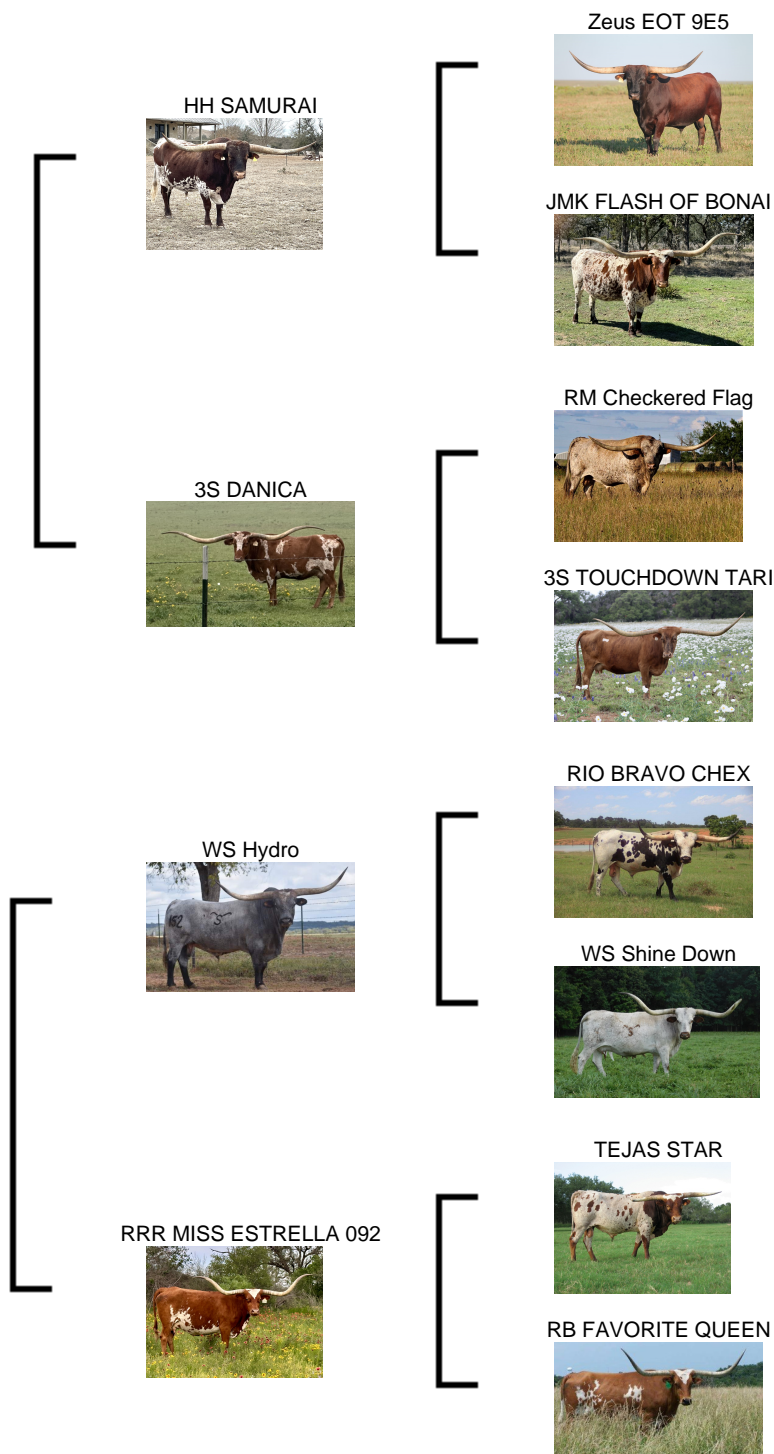 Zeus EOT 9E5
HH SAMURAI
JMK FLASH OF BONAI
RM Checkered Flag
3S DANICA
3S TOUCHDOWN TARI
RIO BRAVO CHEX
WS Hydro
152
WS Shine Down
TEJAS STAR
RRR MISS ESTRELLA 092
RB FAVORITE QUEEN